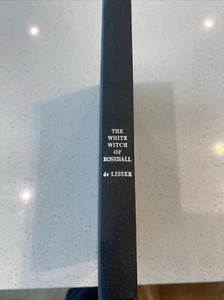 THE
WHITE
WITCH
OF
ROSEHALL
de LISSER